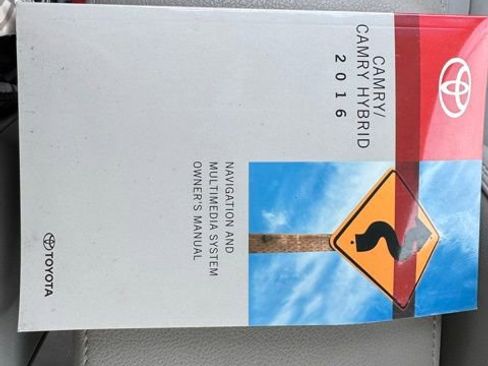 CAMRY/
CAMRY HYBRID
2016
NAVIGATION AND
MULTIMEDIA SYSTEM
OWNER'S MANUAL
TOYOTA